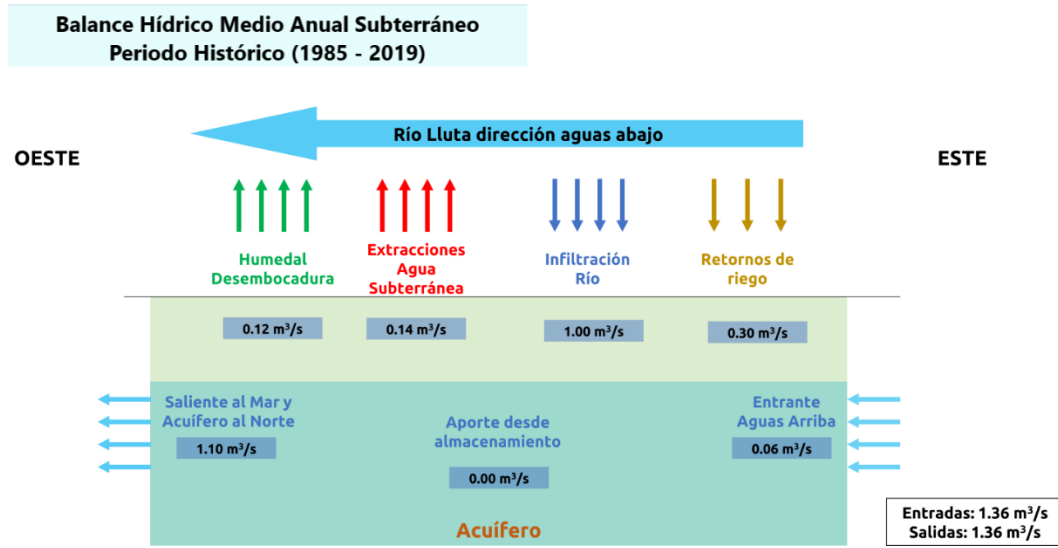 Balance Hídrico Medio Anual Subterráneo
Periodo Histórico (1985 - 2019)
Río Lluta dirección aguas abajo
OESTE
ESTE
Humedal
Desembocadura
Extracciones
Agua
Subterránea
Infiltración
Río
Retornos de
riego
0.12 m³/s
0.14 m³/s
1.00 m³/s
0.30 m³/s
Saliente al Mar y
Acuífero al Norte
1.10 m³/s
Aporte desde
almacenamiento
0.00 m³/s
Entrante
Aguas Arriba
0.06 m³/s
Acuífero
Entradas: 1.36 m³/s
Salidas: 1.36 m³/s